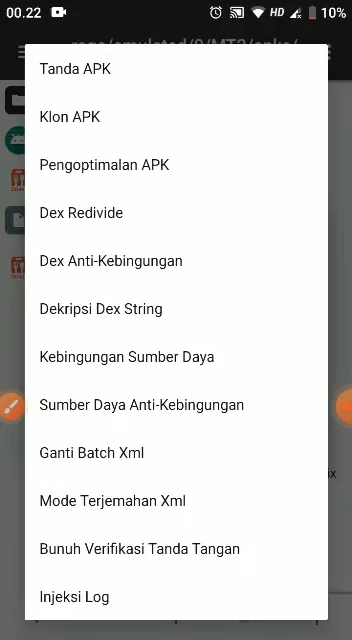 00.22
HD
10%
Tanda APK
Klon APK
Pengoptimalan APK
Dex Redivide
Dex Anti-Kebingungan
Dekripsi Dex String
Kebingungan Sumber Daya
Sumber Daya Anti-Kebingungan
Ganti Batch Xml
Mode Terjemahan Xml
Bunuh Verifikasi Tanda Tangan
Injeksi Log